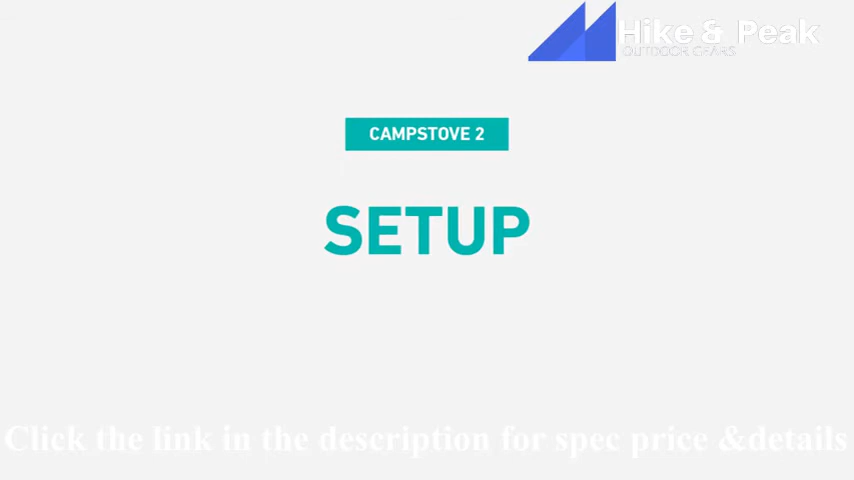 Hike & Peak
OUTDOOR GEARS
CAMPSTOVE 2
SETUP
Click the link in the description for spec price &details